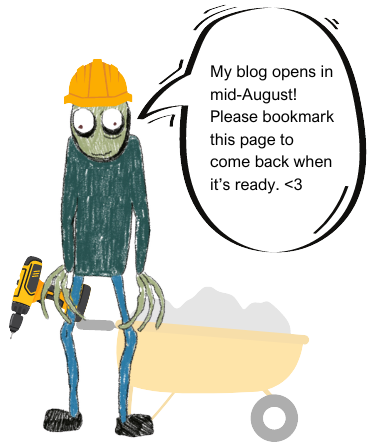 My blog opens in
mid-August!
Please bookmark
this page to
come back when
it's ready. <3